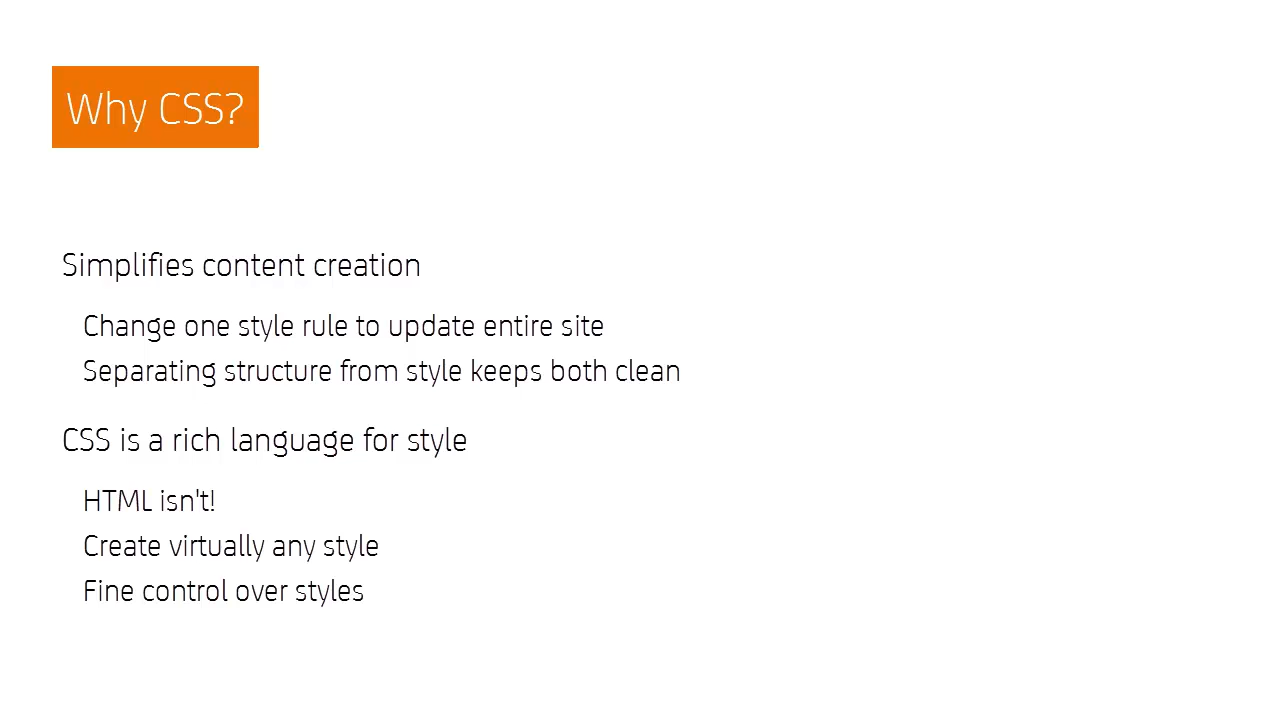 Why CSS?
Simplifies content creation
Change one style rule to update entire site
Separating structure from style keeps both clean
CSS is a rich language for style
HTML isn't!
Create virtually any style
Fine control over styles